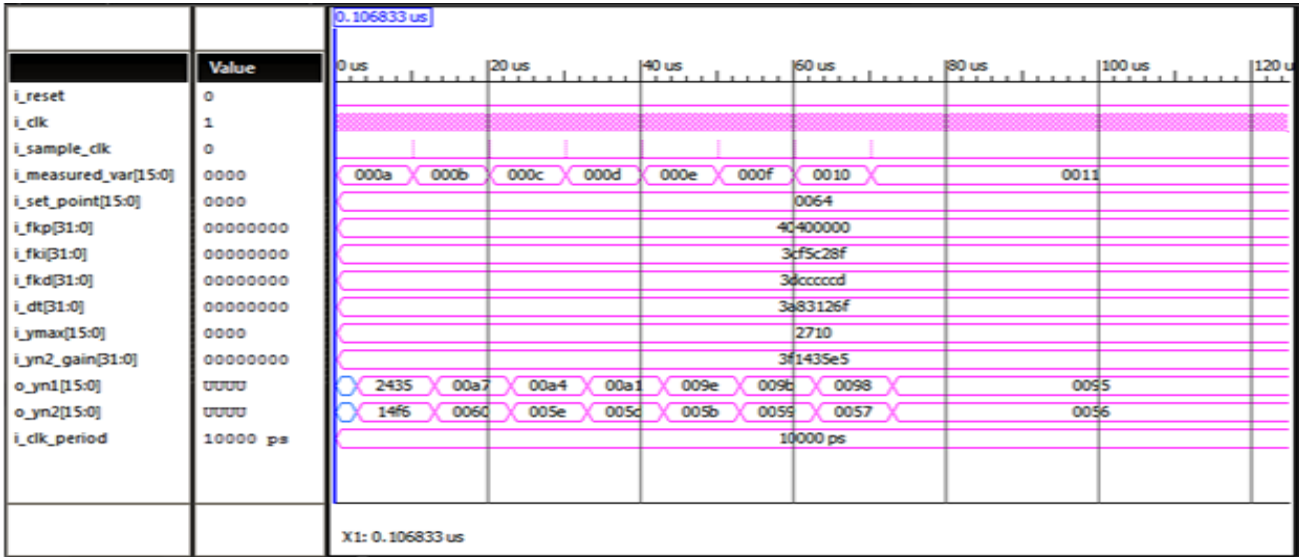 0.106833 us
Value
0 us 20 us 40 us 60 us 80 us 100 us 120 u
i_reset 0
i_clk 1
i_sample_clk 0
i_measured_var[15:0] 0000 000a 000b 000c 000d 000e 000f 0010 0011
i_set_point[15:0] 0000 0064
i_fkp[31:0] 00000000 40400000
i_fki[31:0] 00000000 3cf5c28f
i_fkd[31:0] 00000000 3dcccccd
i_dt[31:0] 00000000 3a83126f
i_ymax[15:0] 0000 2710
i_yn2_gain[31:0] 00000000 3f1435e5
o_yn1[15:0] UUUU 2435 00a7 00a4 00a1 009e 009b 0098 0095
o_yn2[15:0] UUUU 14f6 0060 005e 005c 005b 0059 0057 0056
i_clk_period 10000 ps 10000 ps
X1: 0.106833 us